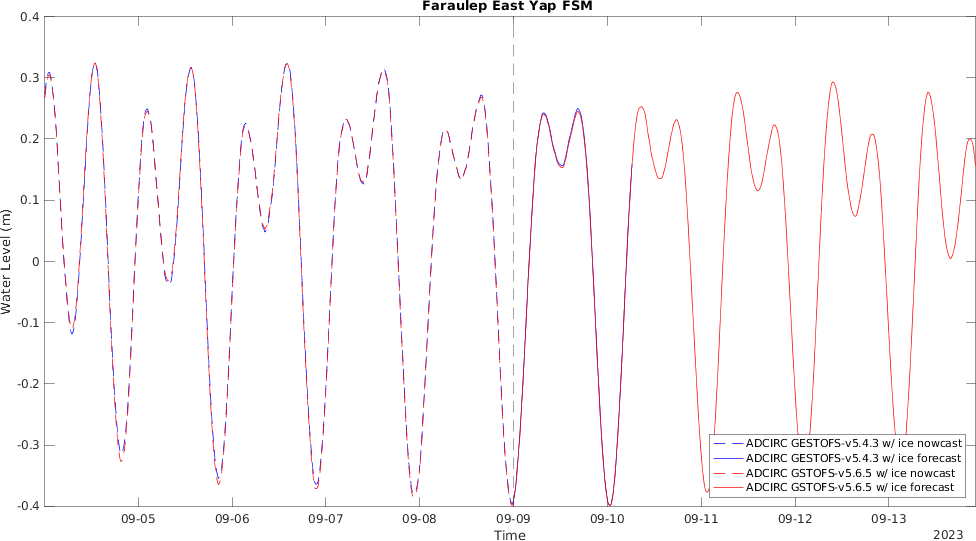 Faraulep East Yap FSM
0.4
0.3
0.2
0.1
0
-0.1
-0.2
-0.3
-0.4
Water Level (m)
09-05 09-06 09-07 09-08 09-09 09-10 09-11 09-12 09-13
Time
2023
ADCIRC GESTOFS-v5.4.3 w/ ice nowcast
ADCIRC GESTOFS-v5.4.3 w/ ice forecast
ADCIRC GSTOFS-v5.6.5 w/ ice nowcast
ADCIRC GSTOFS-v5.6.5 w/ ice forecast